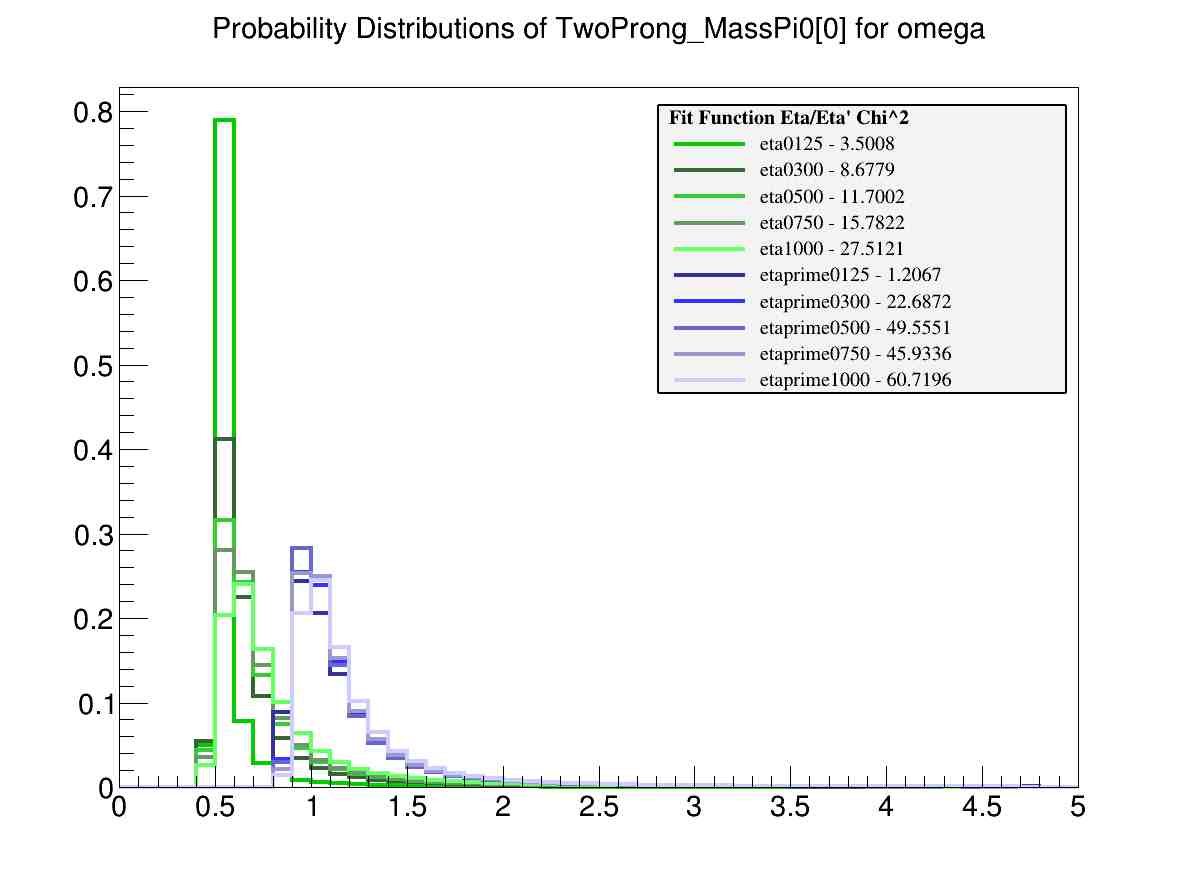 Probability Distributions of TwoProng_MassPi0[0] for omega
Fit Function Eta/Eta' Chi^2
eta0125 - 3.5008
eta0300 - 8.6779
eta0500 - 11.7002
eta0750 - 15.7822
eta1000 - 27.5121
etaprime0125 - 1.2067
etaprime0300 - 22.6872
etaprime0500 - 49.5551
etaprime0750 - 45.9336
etaprime1000 - 60.7196
0.8
0.7
0.6
0.5
0.4
0.3
0.2
0.1
0
0 0.5 1 1.5 2 2.5 3 3.5 4 4.5 5